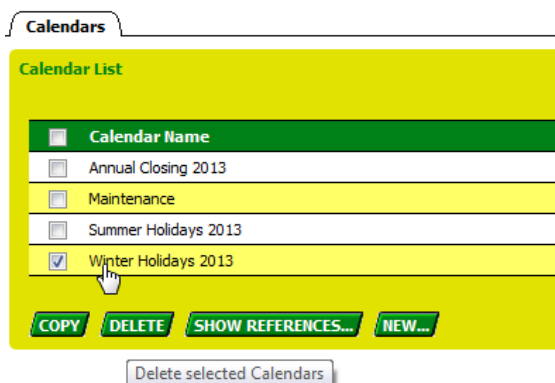 Calendars
Calendar List
Calendar Name
Annual Closing 2013
Maintenance
Summer Holidays 2013
Winter Holidays 2013
COPY DELETE SHOW REFERENCES... NEW...
Delete selected Calendars